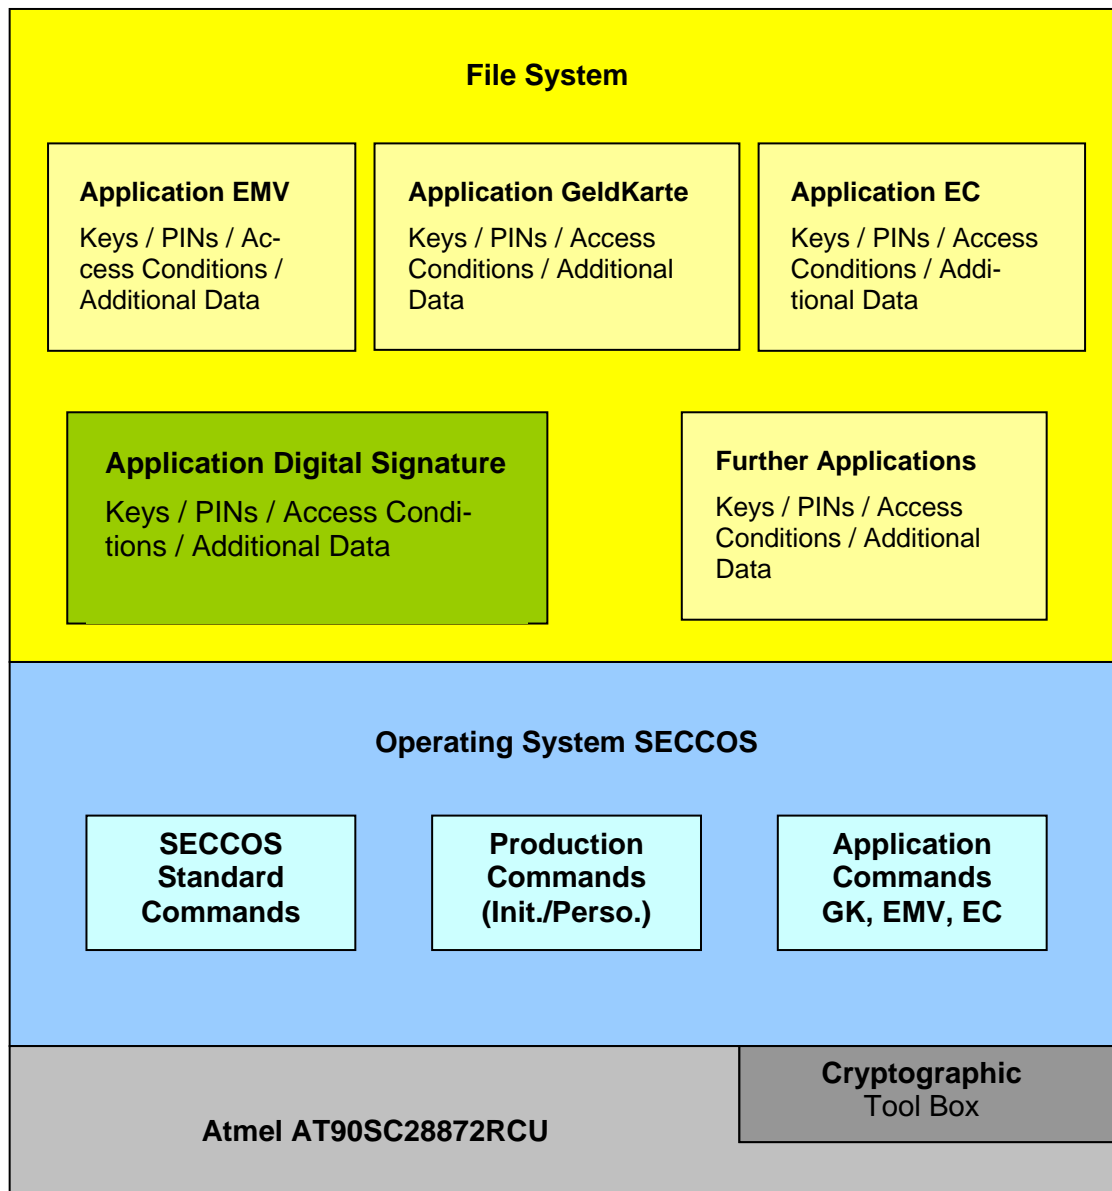 File System
Application EMV
Keys / PINs / Ac-
cess Conditions /
Additional Data
Application GeldKarte
Keys / PINs / Access
Conditions / Additional
Data
Application EC
Keys / PINs / Access
Conditions / Addi-
tional Data
Application Digital Signature
Keys / PINs / Access Condi-
tions / Additional Data
Further Applications
Keys / PINs / Access
Conditions / Additional
Data
Operating System SECCOS
SECCOS
Standard
Commands
Production
Commands
(Init./Perso.)
Application
Commands
GK, EMV, EC
Cryptographic
Tool Box
Atmel AT90SC28872RCU